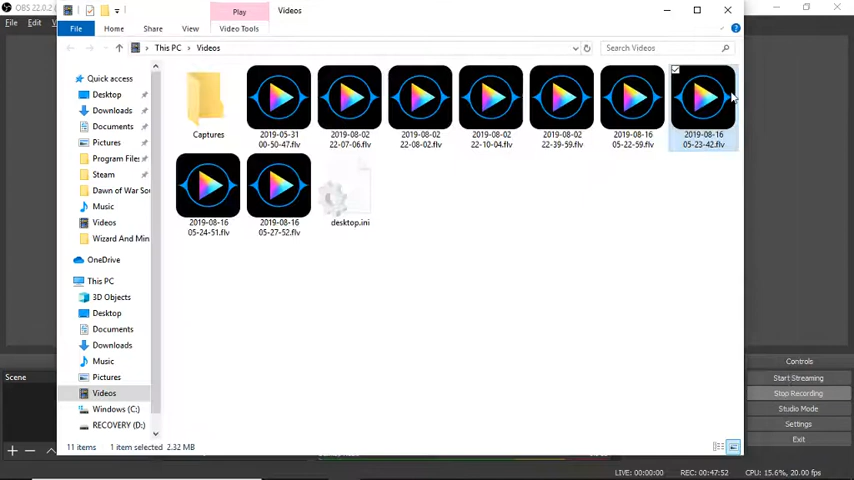 OBS 22.0.2
Play
Videos
File Edit
File Home Share View Video Tools
This PC Videos
Search Videos
Quick access
Desktop
Downloads
Documents
Pictures
Program Files
Steam
Dawn of War Sou
Music
Videos
Wizard And Min
OneDrive
This PC
3D Objects
Desktop
Documents
Downloads
Music
Pictures
Videos
Windows (C:)
RECOVERY (D:)
Captures
2019-05-31
00-50-47.flv
2019-08-02
22-07-06.flv
2019-08-02
22-08-02.flv
2019-08-02
22-10-04.flv
2019-08-02
22-39-59.flv
2019-08-16
05-22-59.flv
2019-08-16
05-23-42.flv
2019-08-16
05-24-51.flv
2019-08-16
05-27-52.flv
desktop.ini
11 items 1 item selected 2.32 MB
Scene
Controls
Start Streaming
Stop Recording
Studio Mode
Settings
Exit
LIVE: 00:00:00 REC: 00:47:52 CPU: 15.6%, 20.00 fps